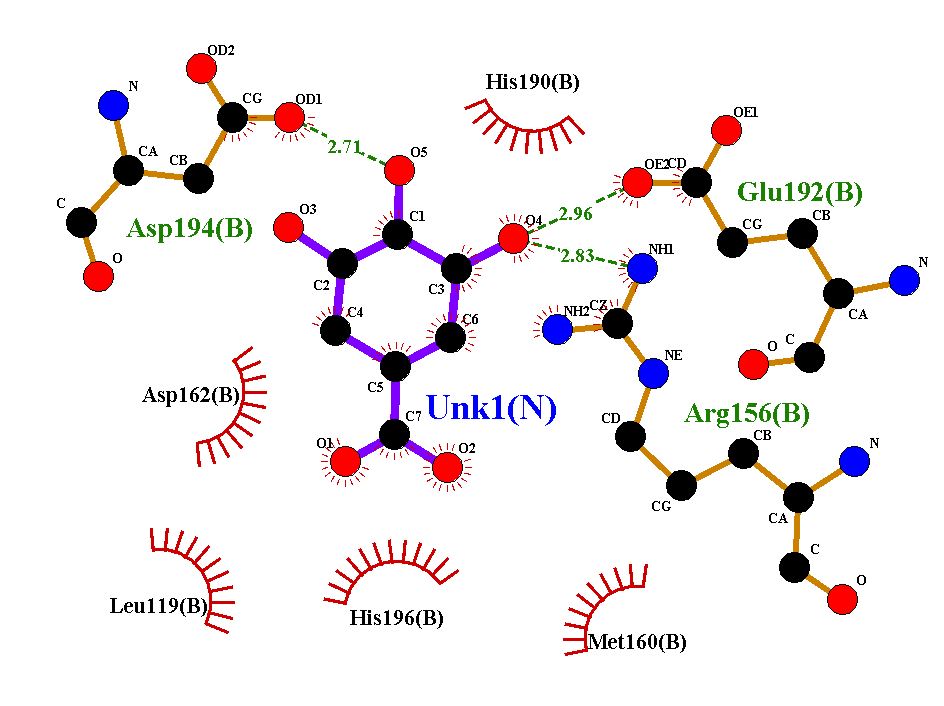 OD2
His190(B)
N
CG
OD1
OE1
2.71
O5
CA
CB
OE2
CD
Glu192(B)
C
O3
C1
2.96
O4
CG
CB
Asp194(B)
O
2.83
NH1
N
C2
C3
C4
C6
NH2
CZ
CA
O
C
NE
Asp162(B)
C5
Unk1(N)
Arg156(B)
C7
CD
CB
O1
O2
N
CG
CA
C
O
Leu119(B)
His196(B)
Met160(B)